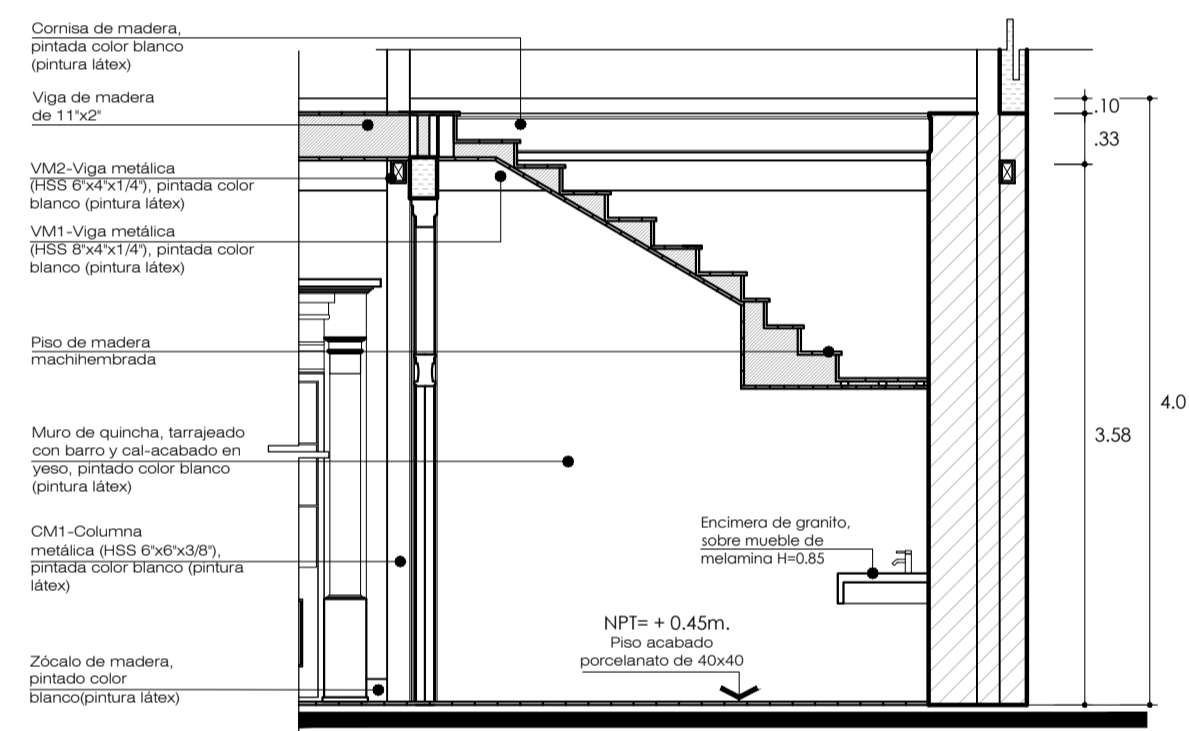 Cornisa de madera,
pintada color blanco
(pintura látex)
Viga de madera
de 11"x2"
VM2-Viga metálica
(HSS 6"x4"x1/4"), pintada color
blanco (pintura látex)
VM1-Viga metálica
(HSS 8"x4"x1/4"), pintada color
blanco (pintura látex)
Piso de madera
machihembrada
Muro de quincha, tarrajeado
con barro y cal-acabado en
yeso, pintado color blanco
(pintura látex)
CM1-Columna
metálica (HSS 6"x6"x3/8"),
pintada color blanco (pintura
látex)
Zócalo de madera,
pintado color
blanco(pintura látex)
Encimera de granito,
sobre mueble de
melamina H=0.85
NPT= + 0.45m.
Piso acabado
porcelanato de 40x40
.10
.33
3.58
4.0